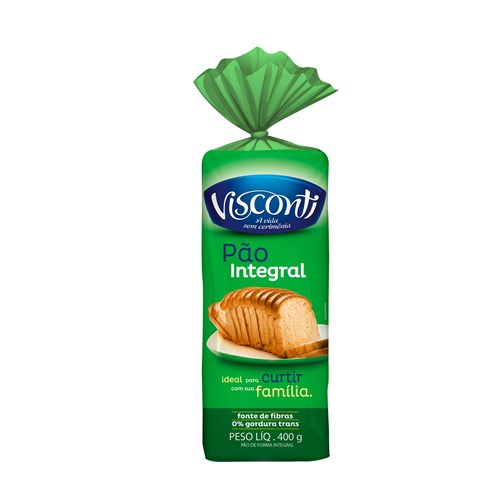 Visconti
A vida
sem cerimônia
Pão
Integral
ideal para curtir
com sua família.
fonte de fibras
0% gordura trans
PESO LÍQ. 400 g
PÃO DE FORMA INTEGRAL